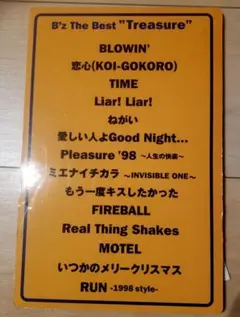 B'z The Best "Treasure"
BLOWIN'
恋心(KOI-GOKORO)
TIME
Liar! Liar!
ねがい
愛しい人よGood Night...
Pleasure '98 ~人生の快楽~
ミエナイチカラ ~INVISIBLE ONE~
もう一度キスしたかった
FIREBALL
Real Thing Shakes
MOTEL
いつかのメリークリスマス
RUN -1998 style-